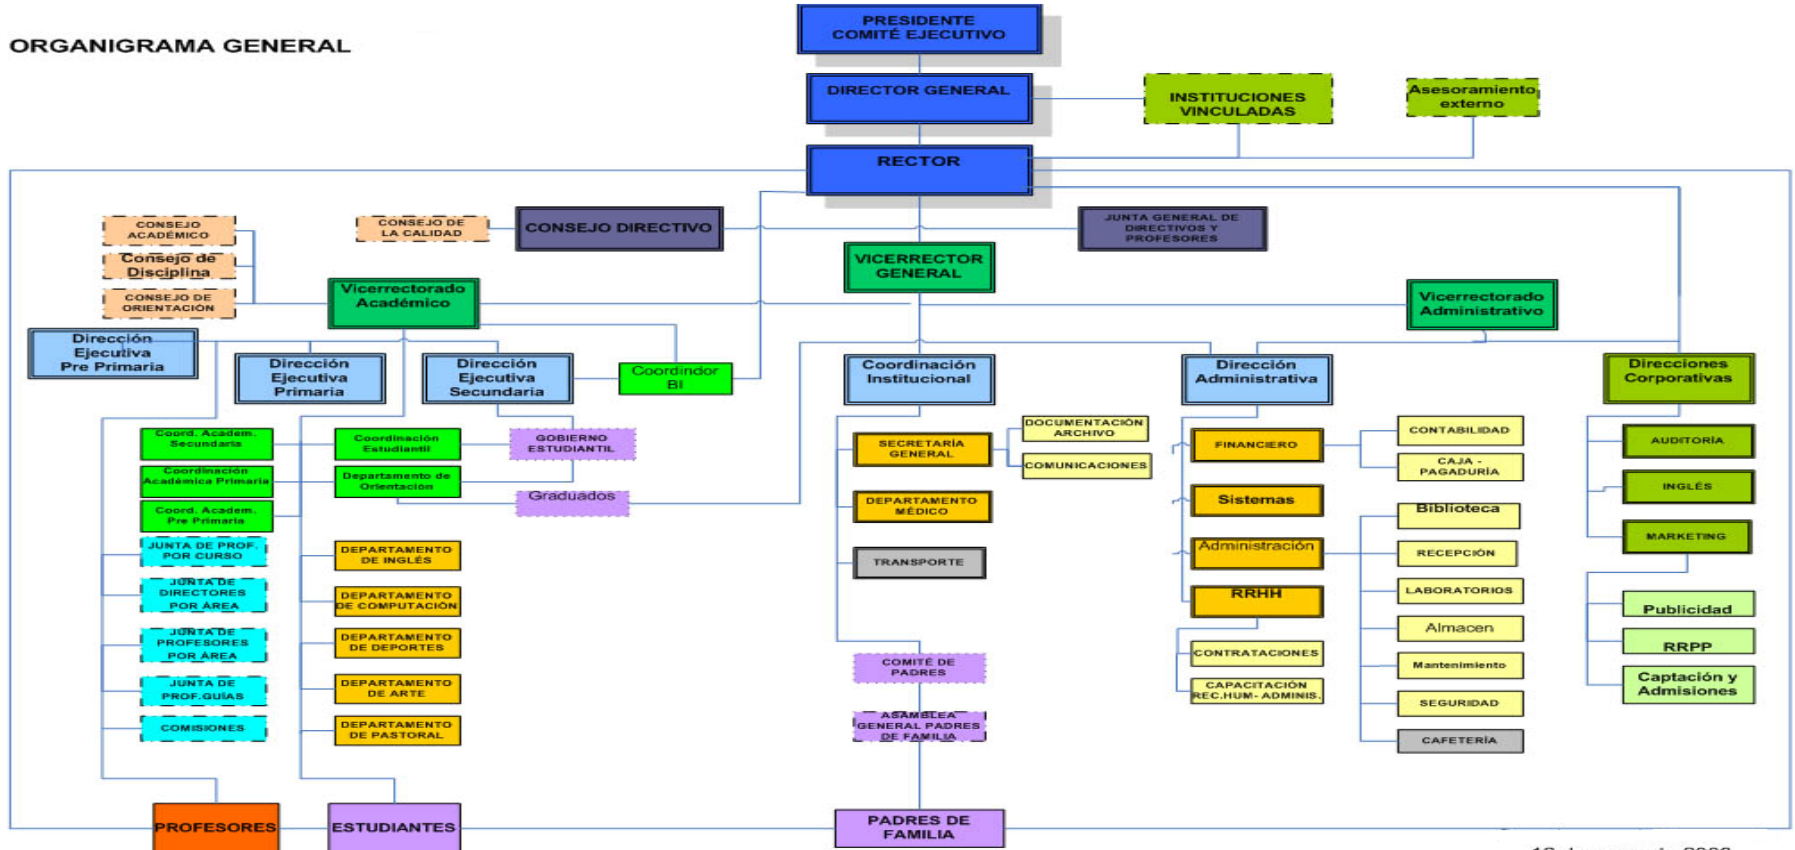 ORGANIGRAMA GENERAL
PRESIDENTE
COMITÉ EJECUTIVO
DIRECTOR GENERAL
INSTITUCIONES
VINCULADAS
Asesoramiento
externo
RECTOR
CONSEJO
ACADÉMICO
CONSEJO DE
LA CALIDAD
CONSEJO DIRECTIVO
JUNTA GENERAL DE
DIRECTIVOS Y
PROFESORES
Consejo de
Disciplina
VICERRECTOR
GENERAL
CONSEJO DE
ORIENTACIÓN
Vicerrectorado
Académico
Vicerrectorado
Administrativo
Dirección
Ejecutiva
Pre Primaria
Dirección
Ejecutiva
Primaria
Dirección
Ejecutiva
Secundaria
Coordindor
BI
Coordinación
Institucional
Dirección
Administrativa
Direcciones
Corporativas
Coord. Academ.
Secundaria
Coordinación
Estudiantil
GOBIERNO
ESTUDIANTIL
SECRETARÍA
GENERAL
DOCUMENTACIÓN
ARCHIVO
COMUNICACIONES
FINANCIERO
CONTABILIDAD
CAJA -
PAGADURÍA
AUDITORÍA
Coordinación
Académica Primaria
Departamento de
Orientación
Graduados
DEPARTAMENTO
MÉDICO
Sistemas
Biblioteca
INGLÉS
Coord. Academ.
Pre Primaria
JUNTA DE PROF.
POR CURSO
DEPARTAMENTO
DE INGLÉS
TRANSPORTE
Administración
RECEPCIÓN
MARKETING
JUNTA DE
DIRECTORES
POR ÁREA
DEPARTAMENTO
DE COMPUTACIÓN
RRHH
LABORATORIOS
Publicidad
JUNTA DE
PROFESORES
POR ÁREA
DEPARTAMENTO
DE DEPORTES
COMITÉ DE
PADRES
CONTRATACIONES
Almacen
RRPP
Mantenimiento
JUNTA DE
PROF.GUÍAS
DEPARTAMENTO
DE ARTE
CAPACITACIÓN
REC.HUM- ADMINIS.
SEGURIDAD
Captación y
Admisiones
COMISIONES
DEPARTAMENTO
DE PASTORAL
ASAMBLEA
GENERAL PADRES
DE FAMILIA
CAFETERÍA
PROFESORES
ESTUDIANTES
PADRES DE
FAMILIA